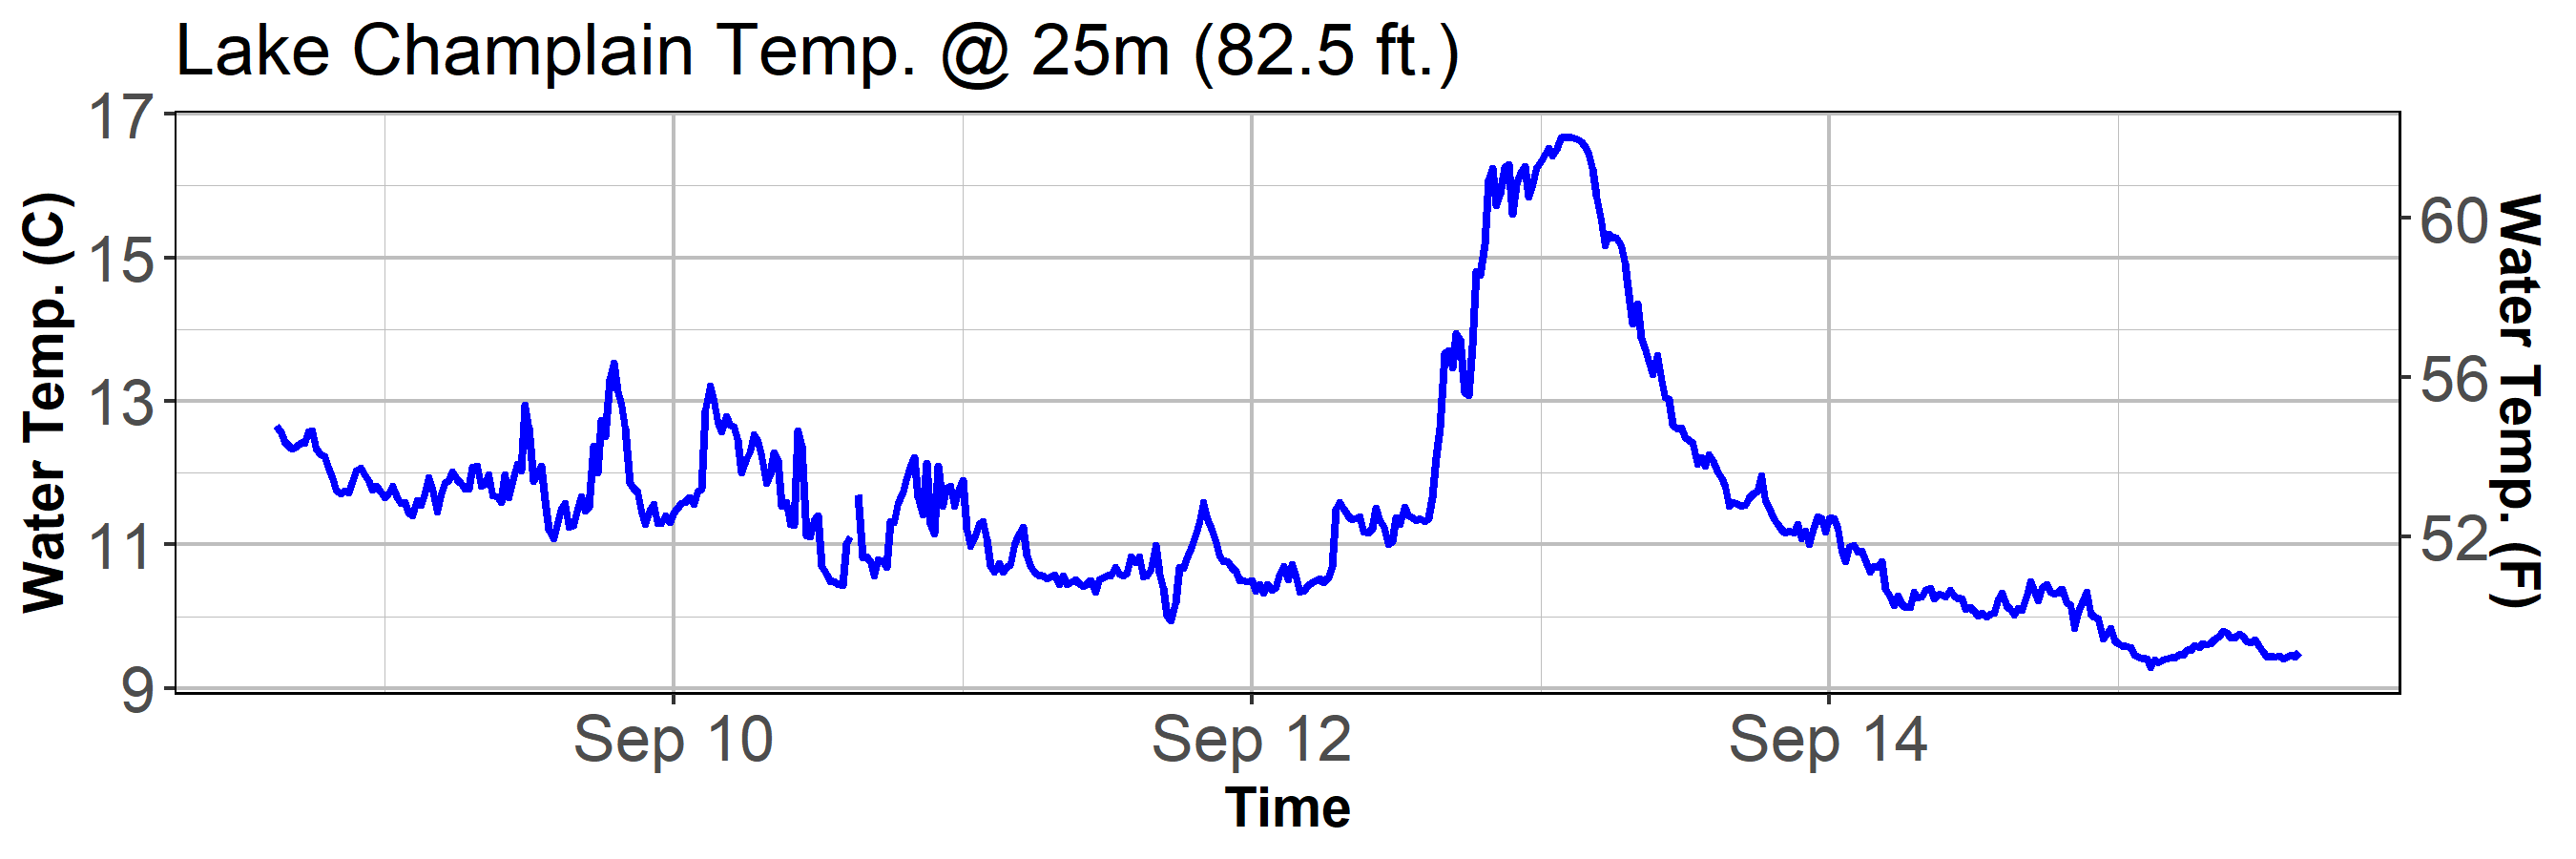 Lake Champlain Temp. @ 25m (82.5 ft.)
Water Temp. (C)
17
15
13
11
9
60
56
52
Water Temp. (F)
Sep 10
Sep 12
Sep 14
Time